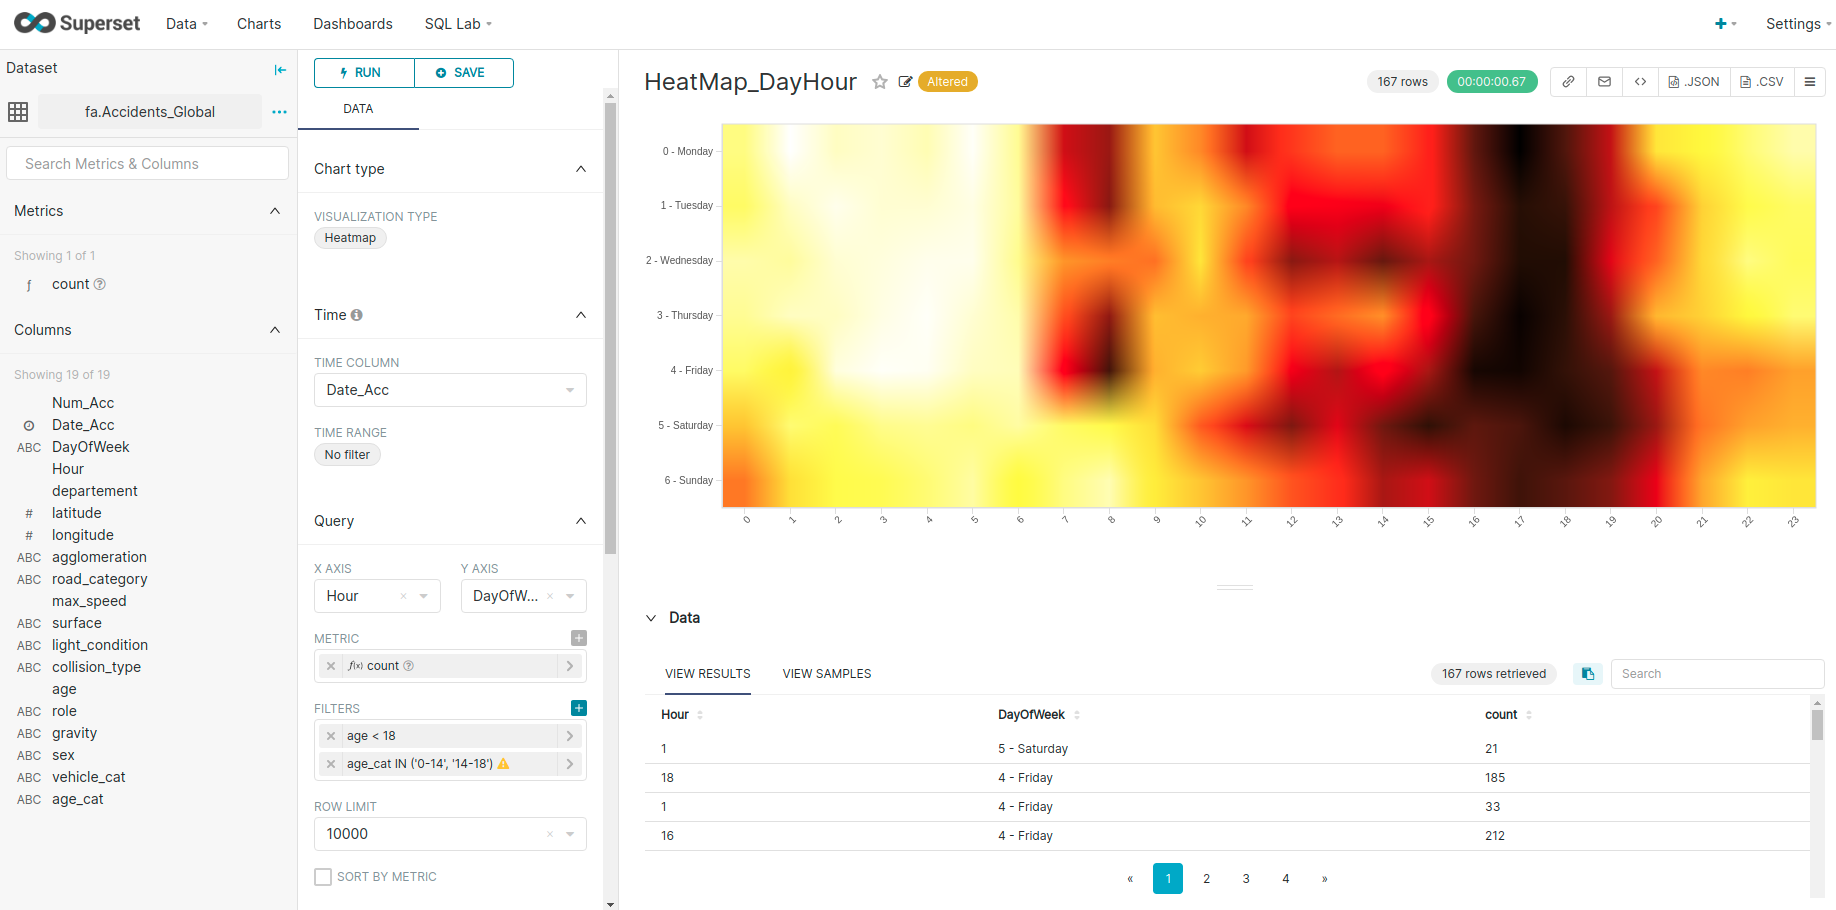 Superset Data Charts Dashboards SQL Lab + Settings
Dataset
fa.Accidents_Global ...
Search Metrics & Columns
Metrics
Showing 1 of 1
ƒ count ?
Columns
Showing 19 of 19
Num_Acc
Date_Acc
ABC DayOfWeek
Hour
departement
# latitude
# longitude
ABC agglomeration
ABC road_category
max_speed
ABC surface
ABC light_condition
ABC collision_type
age
ABC role
ABC gravity
ABC sex
ABC vehicle_cat
ABC age_cat
RUN SAVE
DATA
Chart type
VISUALIZATION TYPE
Heatmap
Time
TIME COLUMN
Date_Acc
TIME RANGE
No filter
Query
X AXIS Y AXIS
Hour × DayOfW... ×
METRIC +
× ƒ(x) count ?
FILTERS +
× age < 18
× age_cat IN ('0-14', '14-18')
ROW LIMIT
10000 ×
SORT BY METRIC
HeatMap_DayHour Altered 167 rows 00:00:00.67 .JSON .CSV
0 - Monday
1 - Tuesday
2 - Wednesday
3 - Thursday
4 - Friday
5 - Saturday
6 - Sunday
0 1 2 3 4 5 6 7 8 9 10 11 12 13 14 15 16 17 18 19 20 21 22 23
Data
VIEW RESULTS VIEW SAMPLES 167 rows retrieved Search
Hour DayOfWeek count
1 5 - Saturday 21
18 4 - Friday 185
1 4 - Friday 33
16 4 - Friday 212
« 1 2 3 4 »